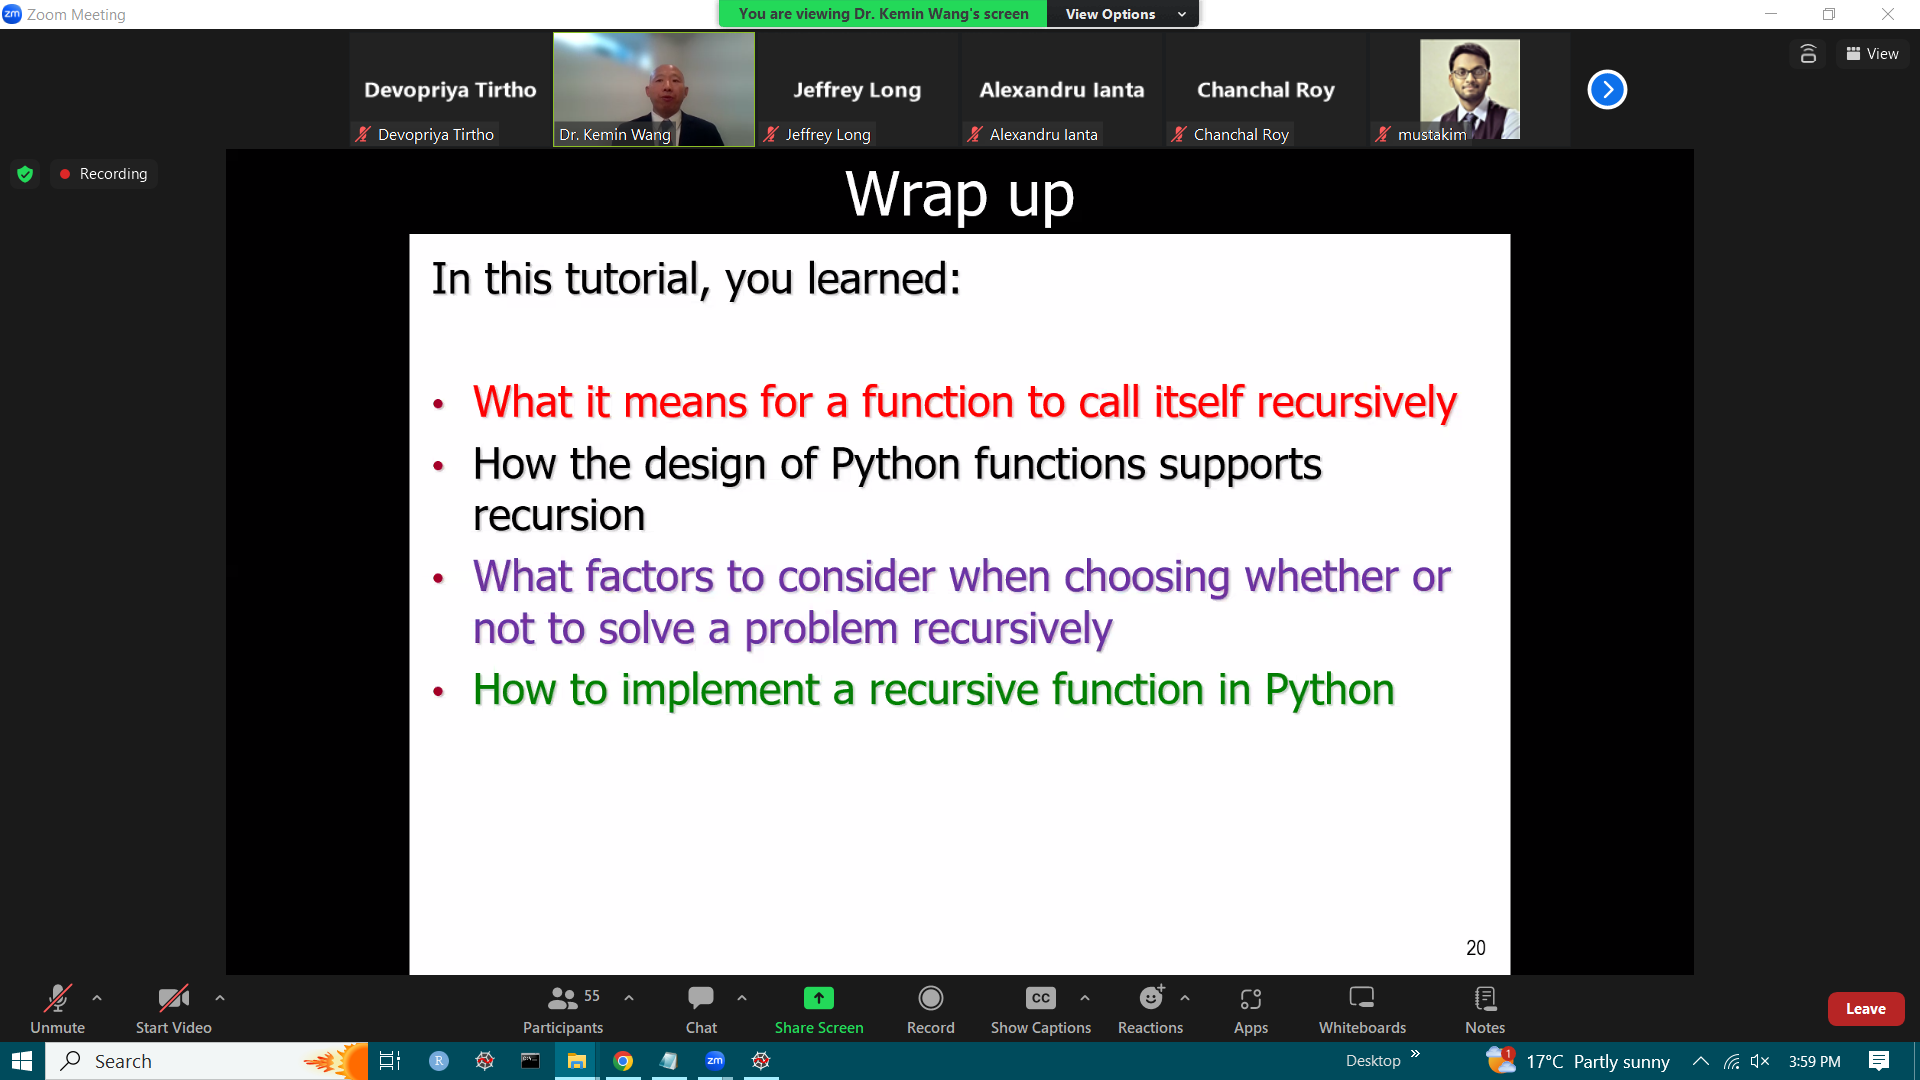 Zoom Meeting
You are viewing Dr. Kemin Wang's screen
View Options
Devopriya Tirtho
Jeffrey Long
Alexandru Ianta
Chanchal Roy
View
Devopriya Tirtho
Dr. Kemin Wang
Jeffrey Long
Alexandru Ianta
Chanchal Roy
mustakim
Recording
Wrap up
In this tutorial, you learned:
• What it means for a function to call itself recursively
• How the design of Python functions supports
recursion
• What factors to consider when choosing whether or
not to solve a problem recursively
• How to implement a recursive function in Python
20
55
CC
Unmute
Start Video
Participants
Chat
Share Screen
Record
Show Captions
Reactions
Apps
Whiteboards
Notes
Leave
Search
R
zm
Desktop
1
17°C Partly sunny
3:59 PM